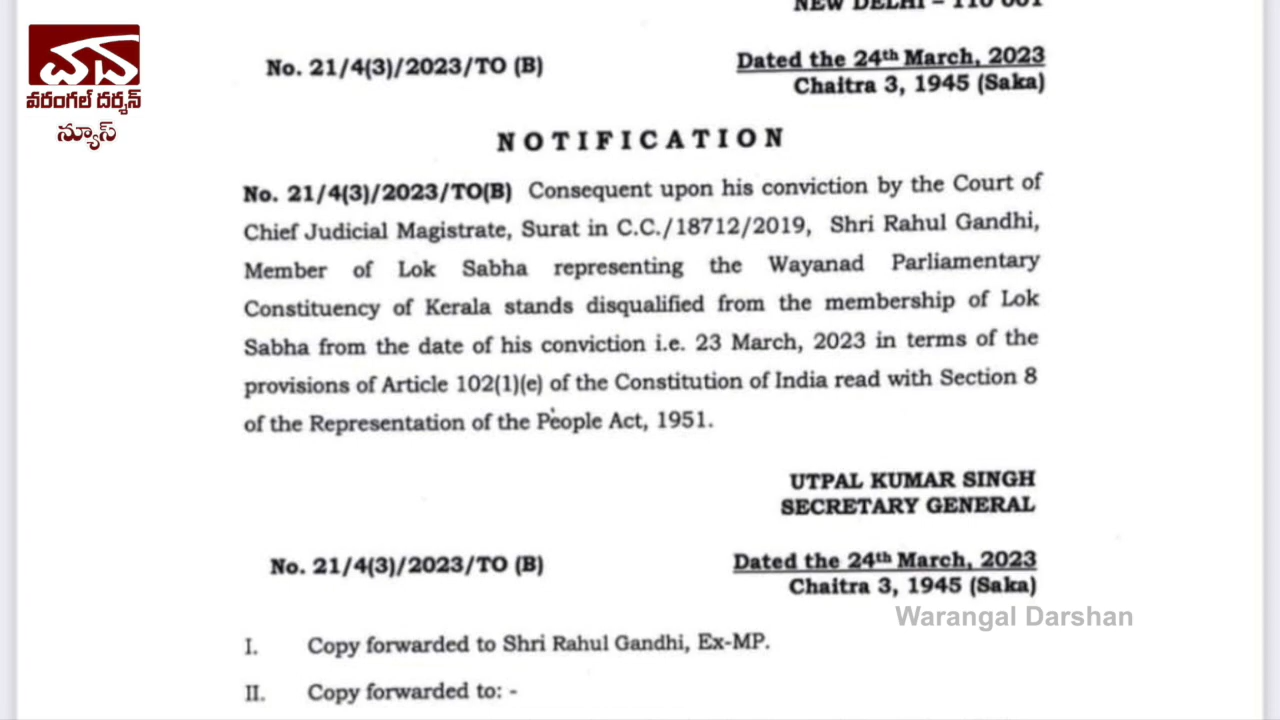 NEW DELHI – 110 001
వద
వరంగల్ దర్శన్
న్యూస్
No. 21/4(3)/2023/TO (B)
Dated the 24th March, 2023
Chaitra 3, 1945 (Saka)
NOTIFICATION
No. 21/4(3)/2023/TO(B) Consequent upon his conviction by the Court of
Chief Judicial Magistrate, Surat in C.C./18712/2019, Shri Rahul Gandhi,
Member of Lok Sabha representing the Wayanad Parliamentary
Constituency of Kerala stands disqualified from the membership of Lok
Sabha from the date of his conviction i.e. 23 March, 2023 in terms of the
provisions of Article 102(1)(e) of the Constitution of India read with Section 8
of the Representation of the People Act, 1951.
UTPAL KUMAR SINGH
SECRETARY GENERAL
No. 21/4(3)/2023/TO (B)
Dated the 24th March, 2023
Chaitra 3, 1945 (Saka)
Warangal Darshan
I. Copy forwarded to Shri Rahul Gandhi, Ex-MP.
II. Copy forwarded to: -